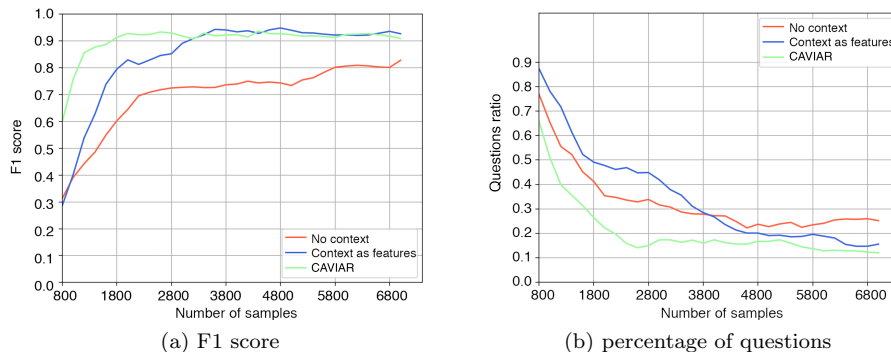 1.0
0.9
0.8
0.7
0.6
0.5
0.4
0.3
0.2
0.1
0.0
F1 score
800 1800 2800 3800 4800 5800 6800
Number of samples
No context
Context as features
CAVIAR
(a) F1 score
0.9
0.8
0.7
0.6
0.5
0.4
0.3
0.2
0.1
0.0
Questions ratio
800 1800 2800 3800 4800 5800 6800
Number of samples
No context
Context as features
CAVIAR
(b) percentage of questions